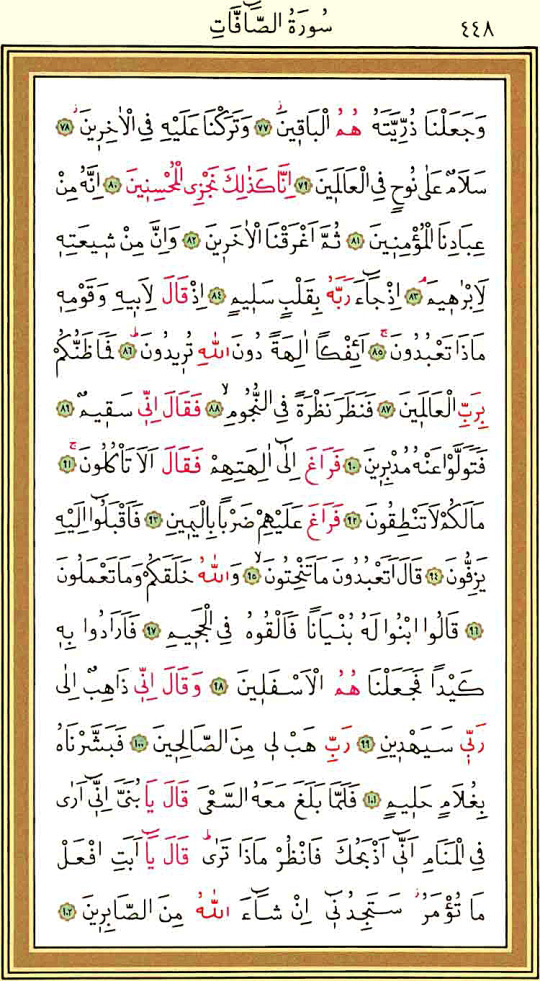 ٤٤٨ سُورَةُ الصَّافَّاتِ
وَجَعَلْنَا ذُرِّيَّتَهُ هُمُ الْبَاقٖينَ ﴿٧٧﴾ وَتَرَكْنَا عَلَيْهِ فِي الْاٰخِرٖينَ ﴿٧٨﴾
سَلَامٌ عَلٰى نُوحٍ فِي الْعَالَمٖينَ ﴿٧٩﴾ اِنَّا كَذٰلِكَ نَجْزِي الْمُحْسِنٖينَ ﴿٨٠﴾ اِنَّهُ مِنْ
عِبَادِنَا الْمُؤْمِنٖينَ ﴿٨١﴾ ثُمَّ اَغْرَقْنَا الْاٰخَرٖينَ ﴿٨٢﴾ وَاِنَّ مِنْ شٖيعَتِهٖ
لَاِبْرٰهٖيمَ ﴿٨٣﴾ اِذْ جَٓاءَ رَبَّهُ بِقَلْبٍ سَلٖيمٍ ﴿٨٤﴾ اِذْ قَالَ لِاَبٖيهِ وَقَوْمِهٖ
مَاذَا تَعْبُدُونَ ﴿٨٥﴾ اَئِفْكًا اٰلِهَةً دُونَ اللّٰهِ تُرٖيدُونَ ﴿٨٦﴾ فَمَا ظَنُّكُمْ
بِرَبِّ الْعَالَمٖينَ ﴿٨٧﴾ فَنَظَرَ نَظْرَةً فِي النُّجُومِ ﴿٨٨﴾ فَقَالَ اِنّٖي سَقٖيمٌ ﴿٨٩﴾
فَتَوَلَّوْا عَنْهُ مُدْبِرٖينَ ﴿٩٠﴾ فَرَاغَ اِلٰٓى اٰلِهَتِهِمْ فَقَالَ اَلَا تَأْكُلُونَ ﴿٩١﴾
مَا لَكُمْ لَا تَنْطِقُونَ ﴿٩٢﴾ فَرَاغَ عَلَيْهِمْ ضَرْبًا بِالْيَمٖينِ ﴿٩٣﴾ فَاَقْبَلُٓوا اِلَيْهِ
يَزِفُّونَ ﴿٩٤﴾ قَالَ اَتَعْبُدُونَ مَا تَنْحِتُونَ ﴿٩٥﴾ وَاللّٰهُ خَلَقَكُمْ وَمَا تَعْمَلُونَ
﴿٩٦﴾ قَالُوا ابْنُوا لَهُ بُنْيَانًا فَاَلْقُوهُ فِي الْجَحٖيمِ ﴿٩٧﴾ فَاَرَادُوا بِهٖ
كَيْدًا فَجَعَلْنَا هُمُ الْاَسْفَلٖينَ ﴿٩٨﴾ وَقَالَ اِنّٖي ذَاهِبٌ اِلٰى
رَبّٖي سَيَهْدٖينِ ﴿٩٩﴾ رَبِّ هَبْ لٖي مِنَ الصَّالِحٖينَ ﴿١٠٠﴾ فَبَشَّرْنَاهُ
بِغُلَامٍ حَلٖيمٍ ﴿١٠١﴾ فَلَمَّا بَلَغَ مَعَهُ السَّعْيَ قَالَ يَا بُنَيَّ اِنّٖٓي اَرٰى
فِي الْمَنَامِ اَنّٖٓي اَذْبَحُكَ فَانْظُرْ مَاذَا تَرٰى قَالَ يَٓا اَبَتِ افْعَلْ
مَا تُؤْمَرُ سَتَجِدُنٖٓي اِنْ شَٓاءَ اللّٰهُ مِنَ الصَّابِرٖينَ ﴿١٠٢﴾